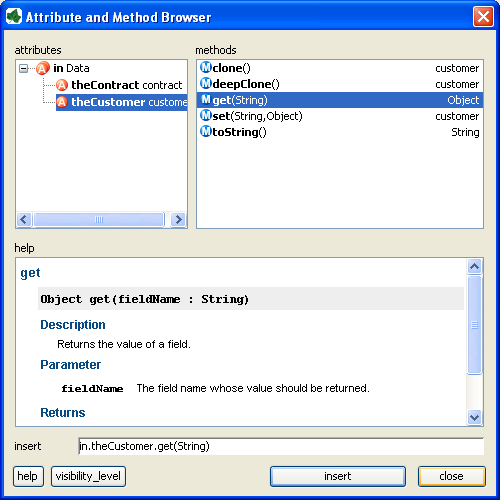 Attribute and Method Browser
attributes
in Data
theContract contract
theCustomer custome
methods
clone() customer
deepClone() customer
get(String) Object
set(String,Object) customer
toString() String
help
get
Object get(fieldName : String)
Description
Returns the value of a field.
Parameter
fieldName The field name whose value should be returned.
Returns
insert in.theCustomer.get(String)
help visibility_level insert close